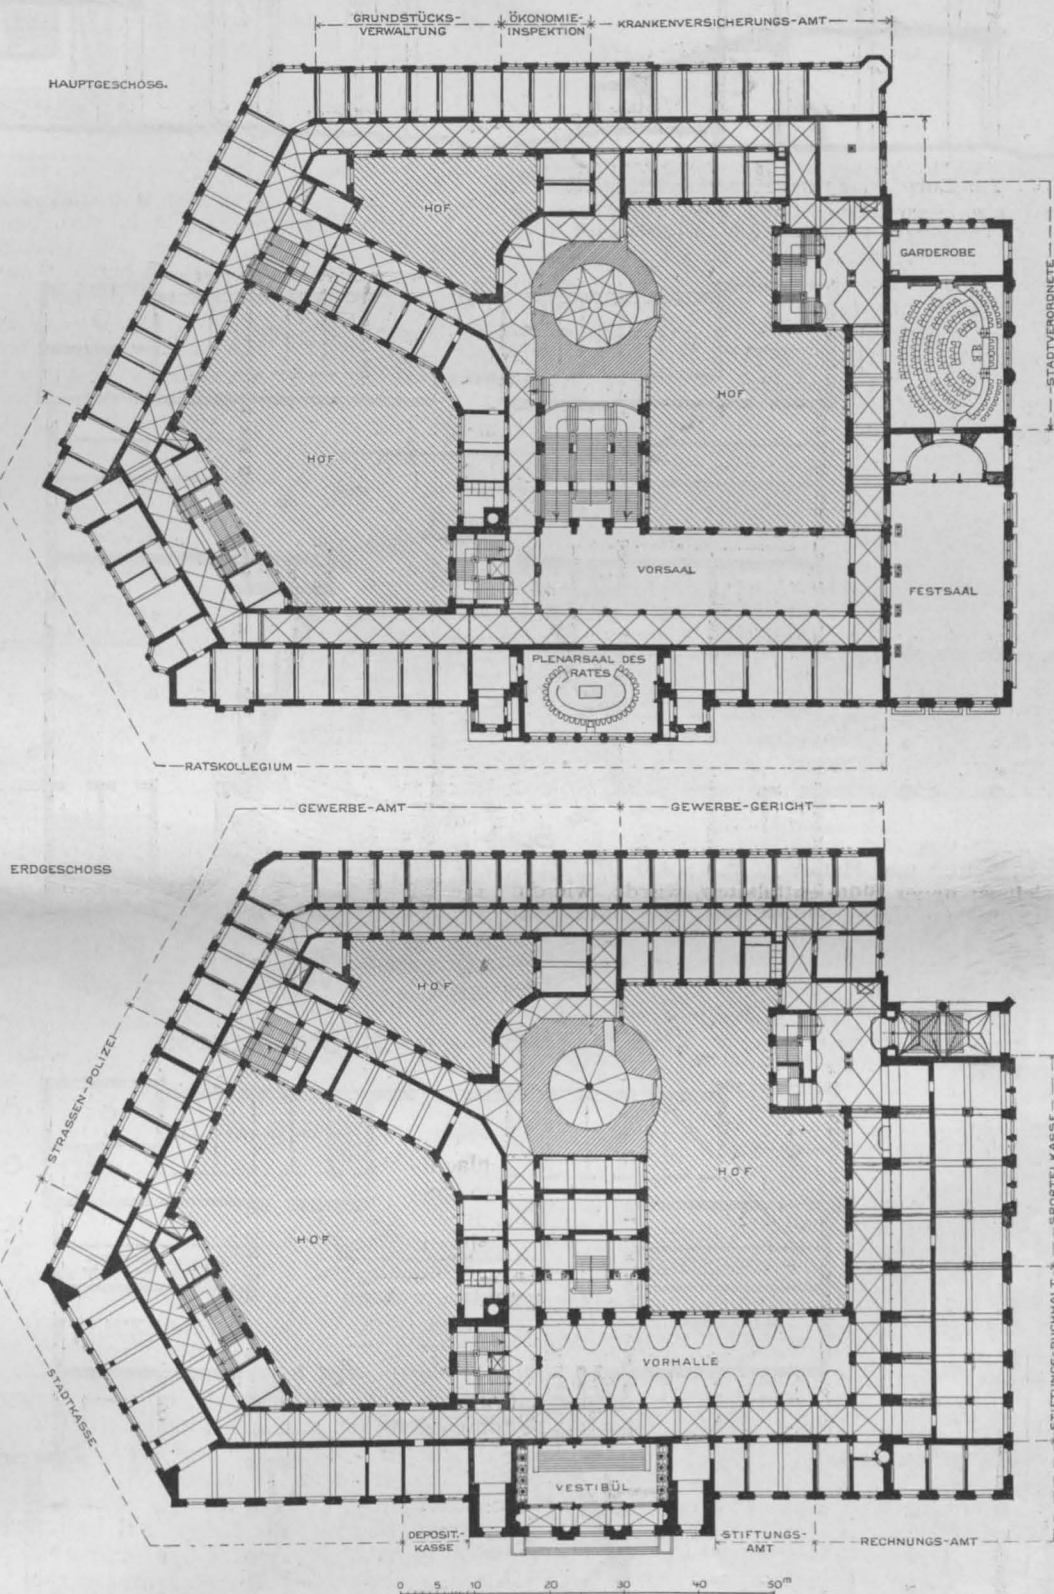 GRUNDSTÜCKS-
VERWALTUNG
ÖKONOMIE-
INSPEKTION
KRANKENVERSICHERUNGS-AMT
HAUPTGESCHOSS.
HOF
GARDEROBE
STADTVERORDNETE
HOF
HOF
VORSAAL
FESTSAAL
PLENARSAAL DES
RATES
RATSKOLLEGIUM
GEWERBE-AMT
GEWERBE-GERICHT
ERDGESCHOSS
HOF
STRASSEN-POLIZEI
HOF
SPORTELKASSE
HOF
VORHALLE
STADTKASSE
VESTIBÜL
DEPOSIT.-
KASSE
STIFTUNGS-
AMT
RECHNUNGS-AMT
0 5 10 20 30 40 50m